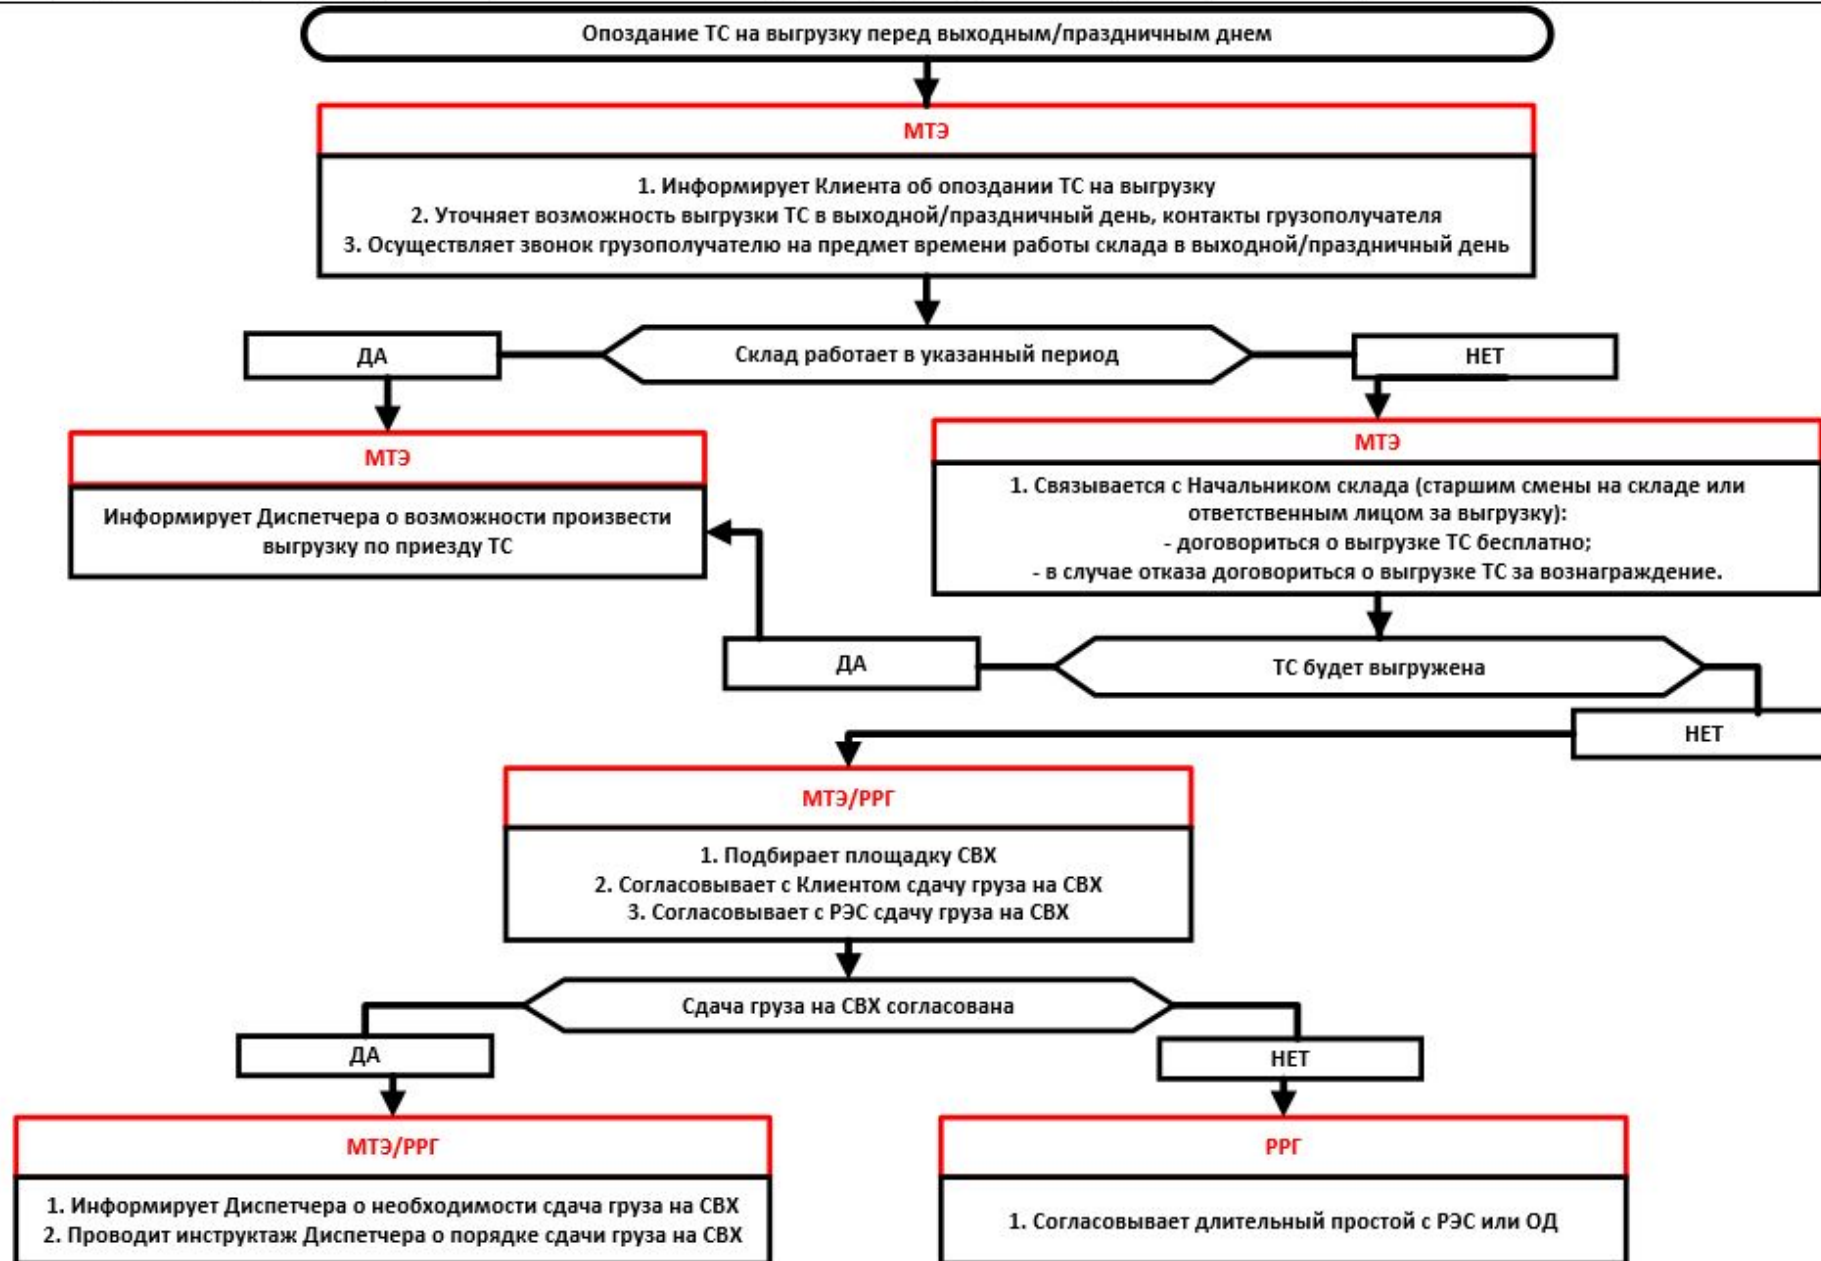 Опоздание ТС на выгрузку перед выходным/праздничным днем
МТЭ
1. Информирует Клиента об опоздании ТС на выгрузку
2. Уточняет возможность выгрузки ТС в выходной/праздничный день, контакты грузополучателя
3. Осуществляет звонок грузополучателю на предмет времени работы склада в выходной/праздничный день
ДА
Склад работает в указанный период
НЕТ
МТЭ
Информирует Диспетчера о возможности произвести
выгрузку по приезду ТС
МТЭ
1. Связывается с Начальником склада (старшим смены на складе или
ответственным лицом за выгрузку):
- договориться о выгрузке ТС бесплатно;
- в случае отказа договориться о выгрузке ТС за вознаграждение.
ДА
ТС будет выгружена
НЕТ
МТЭ/РРГ
1. Подбирает площадку СВХ
2. Согласовывает с Клиентом сдачу груза на СВХ
3. Согласовывает с РЭС сдачу груза на СВХ
Сдача груза на СВХ согласована
ДА
НЕТ
МТЭ/РРГ
1. Информирует Диспетчера о необходимости сдача груза на СВХ
2. Проводит инструктаж Диспетчера о порядке сдачи груза на СВХ
РРГ
1. Согласовывает длительный простой с РЭС или ОД